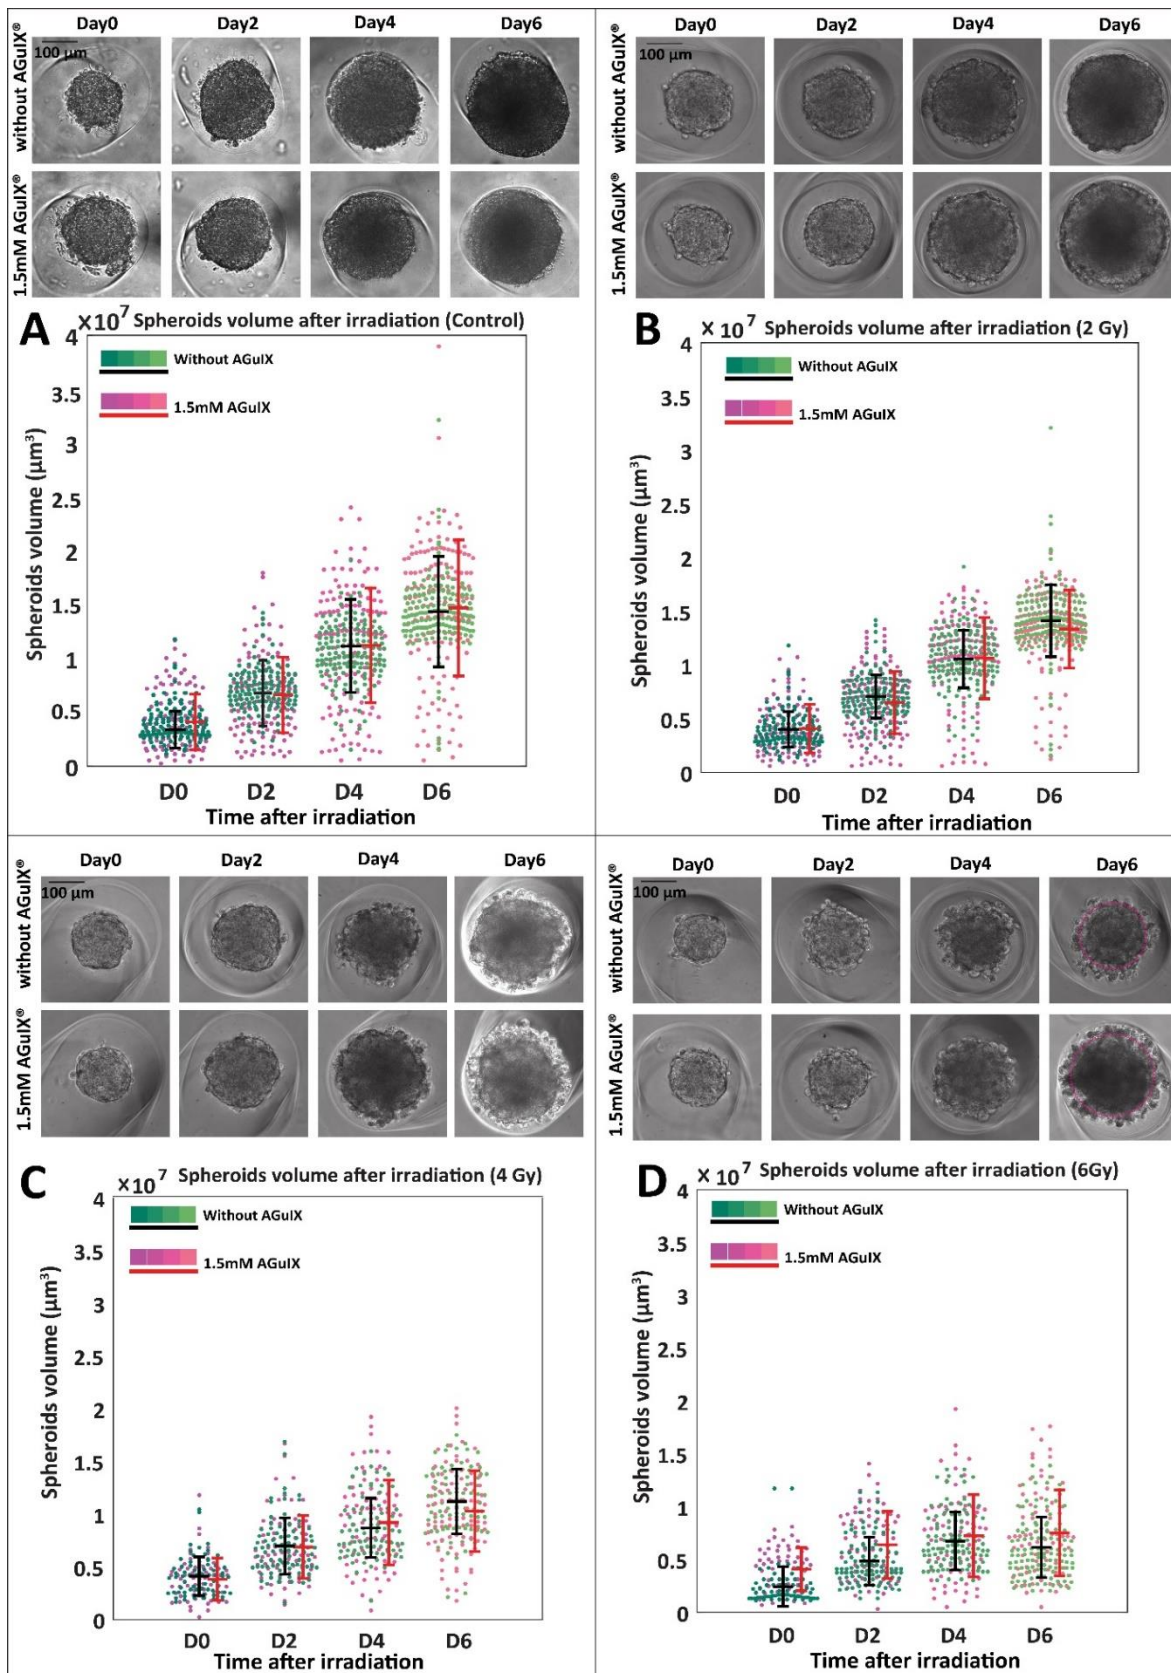 Day0 Day2 Day4 Day6
100 µm
without AGuIX®
1.5mM AGuIX®
A
×10⁷ Spheroids volume after irradiation (Control)
Without AGuIX
1.5mM AGuIX
Spheroids volume (µm³)
4
3.5
3
2.5
2
1.5
1
0.5
0
D0 D2 D4 D6
Time after irradiation
Day0 Day2 Day4 Day6
100 µm
without AGuIX®
1.5mM AGuIX®
B
× 10⁷ Spheroids volume after irradiation (2 Gy)
Without AGuIX
1.5mM AGuIX
Spheroids volume (µm³)
4
3.5
3
2.5
2
1.5
1
0.5
0
D0 D2 D4 D6
Time after irradiation
Day0 Day2 Day4 Day6
100 µm
without AGuIX®
1.5mM AGuIX®
C
× 10⁷ Spheroids volume after irradiation (4 Gy)
Without AGuIX
1.5mM AGuIX
Spheroids volume (µm³)
4
3.5
3
2.5
2
1.5
1
0.5
0
D0 D2 D4 D6
Time after irradiation
Day0 Day2 Day4 Day6
100 µm
without AGuIX®
1.5mM AGuIX®
D
× 10⁷ Spheroids volume after irradiation (6Gy)
Without AGuIX
1.5mM AGuIX
Spheroids volume (µm³)
4
3.5
3
2.5
2
1.5
1
0.5
0
D0 D2 D4 D6
Time after irradiation